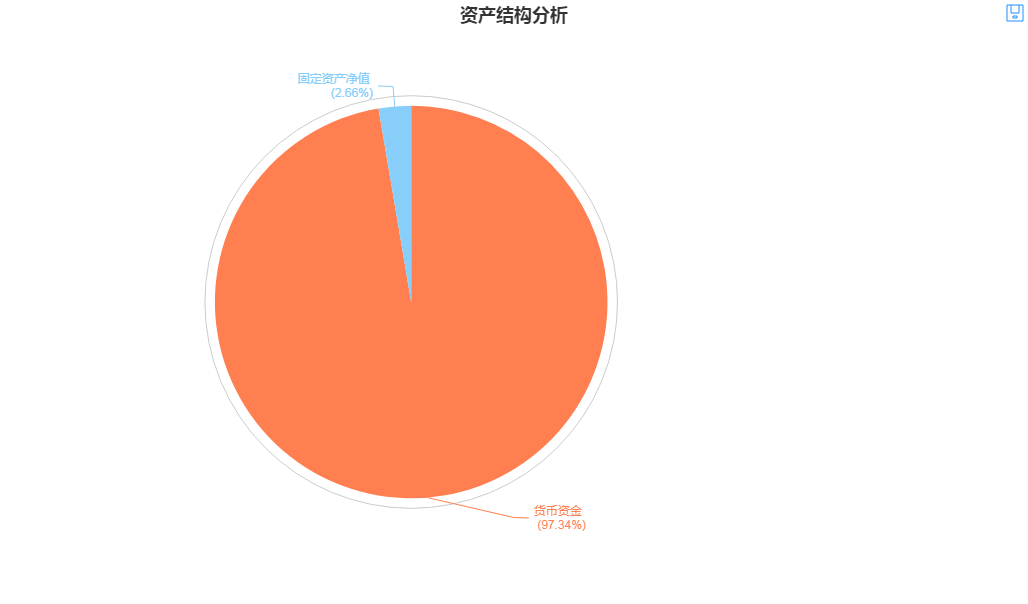 资产结构分析
固定资产净值
(2.66%)
货币资金
(97.34%)